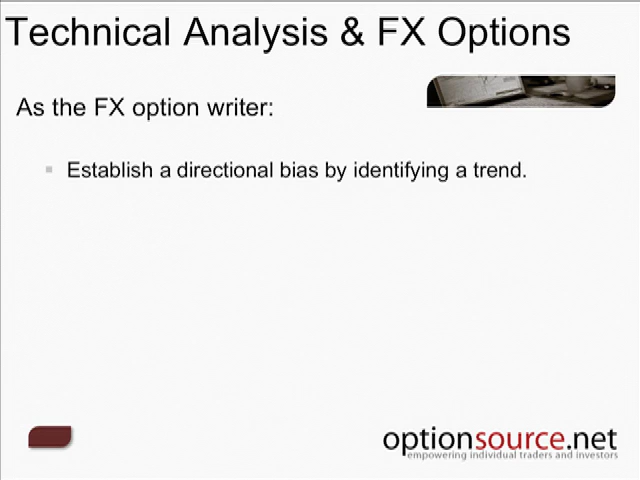 Technical Analysis & FX Options
As the FX option writer:
Establish a directional bias by identifying a trend.
optionsource.net
empowering individual traders and investors